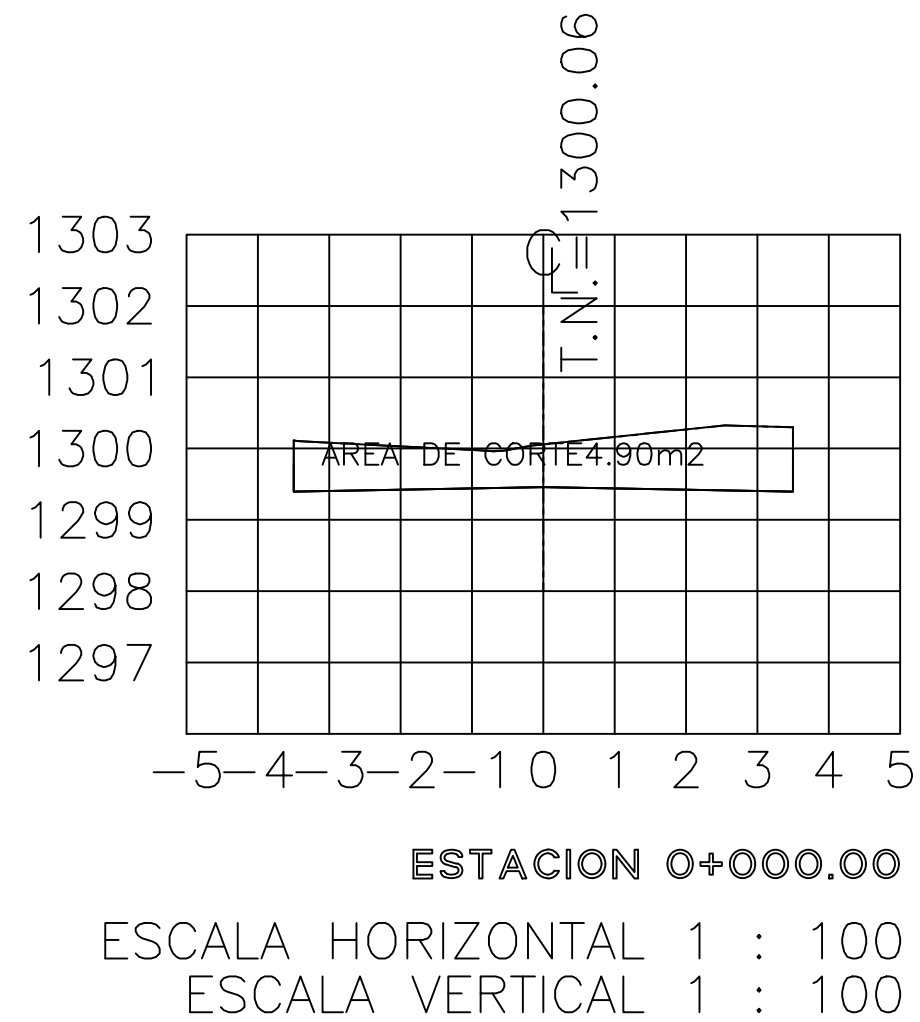 T.N.=1300.06
CL
1303
1302
1301
1300
AREA DE CORTE4.90m2
1299
1298
1297
-5-4-3-2-1 0 1 2 3 4 5
ESTACION 0+000.00
ESCALA HORIZONTAL 1 : 100
ESCALA VERTICAL 1 : 100